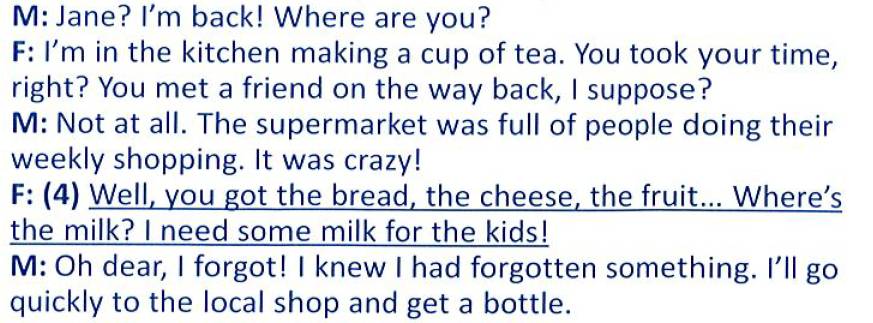 M: Jane? I’m back! Where are you?
F: I’m in the kitchen making a cup of tea. You took your time,
right? You met a friend on the way back, I suppose?
M: Not at all. The supermarket was full of people doing their
weekly shopping. It was crazy!
F: (4) Well, you got the bread, the cheese, the fruit... Where’s
the milk? I need some milk for the kids!
M: Oh dear, I forgot! I knew I had forgotten something. I’ll go
quickly to the local shop and get a bottle.